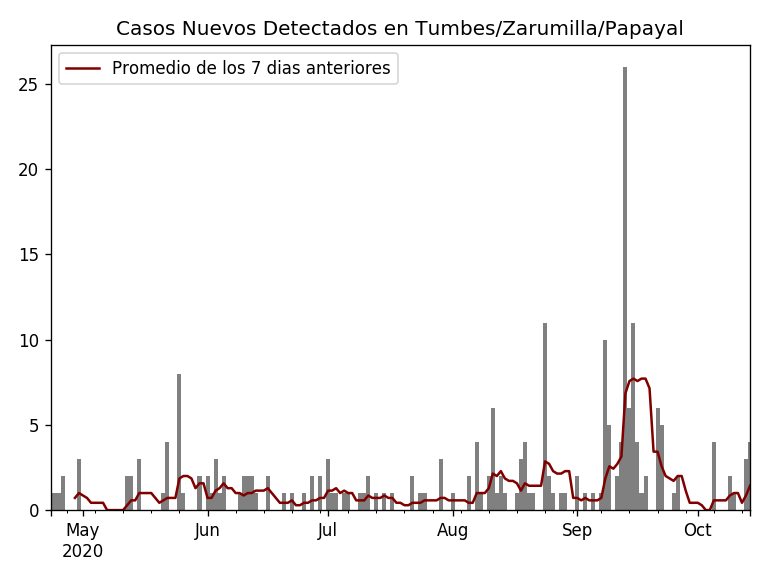 Casos Nuevos Detectados en Tumbes/Zarumilla/Papayal
Promedio de los 7 dias anteriores
25
20
15
10
5
0
May Jun Jul Aug Sep Oct
2020